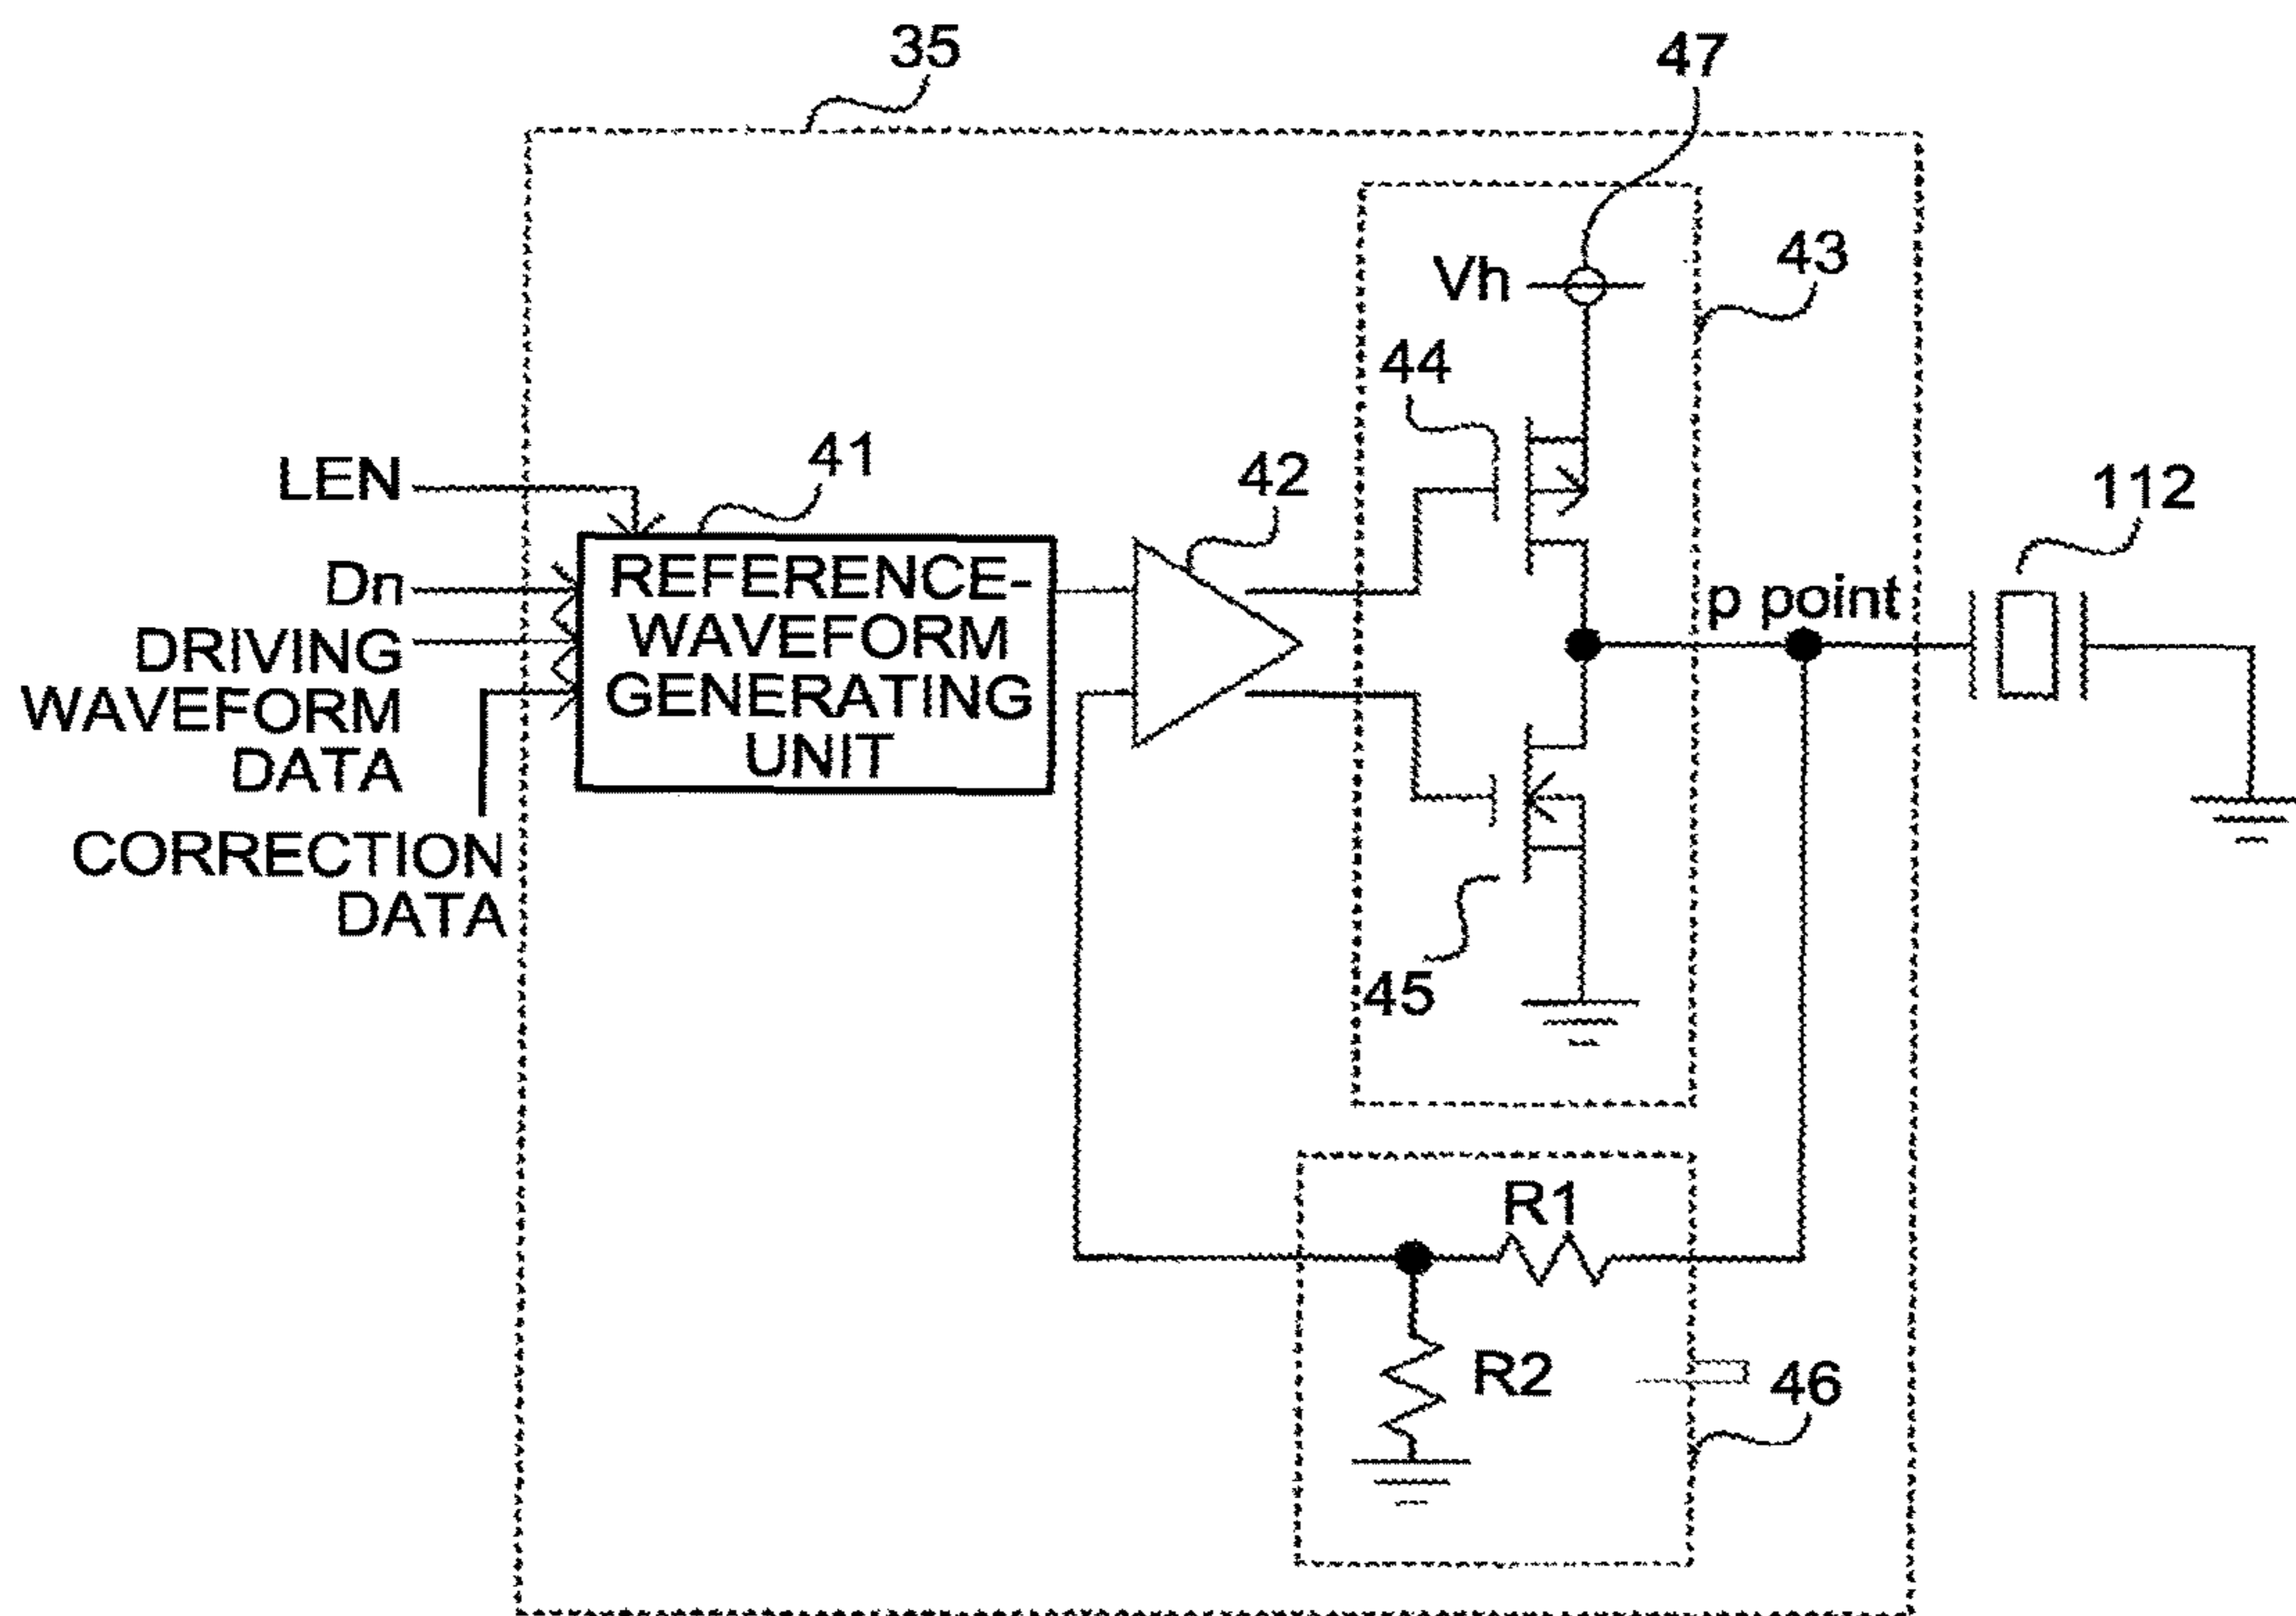 35
47
Vh
43
44
LEN
41
42
112
Dn
DRIVING
WAVEFORM
DATA
CORRECTION
DATA
REFERENCE-
WAVEFORM
GENERATING
UNIT
p point
45
R1
R2
46